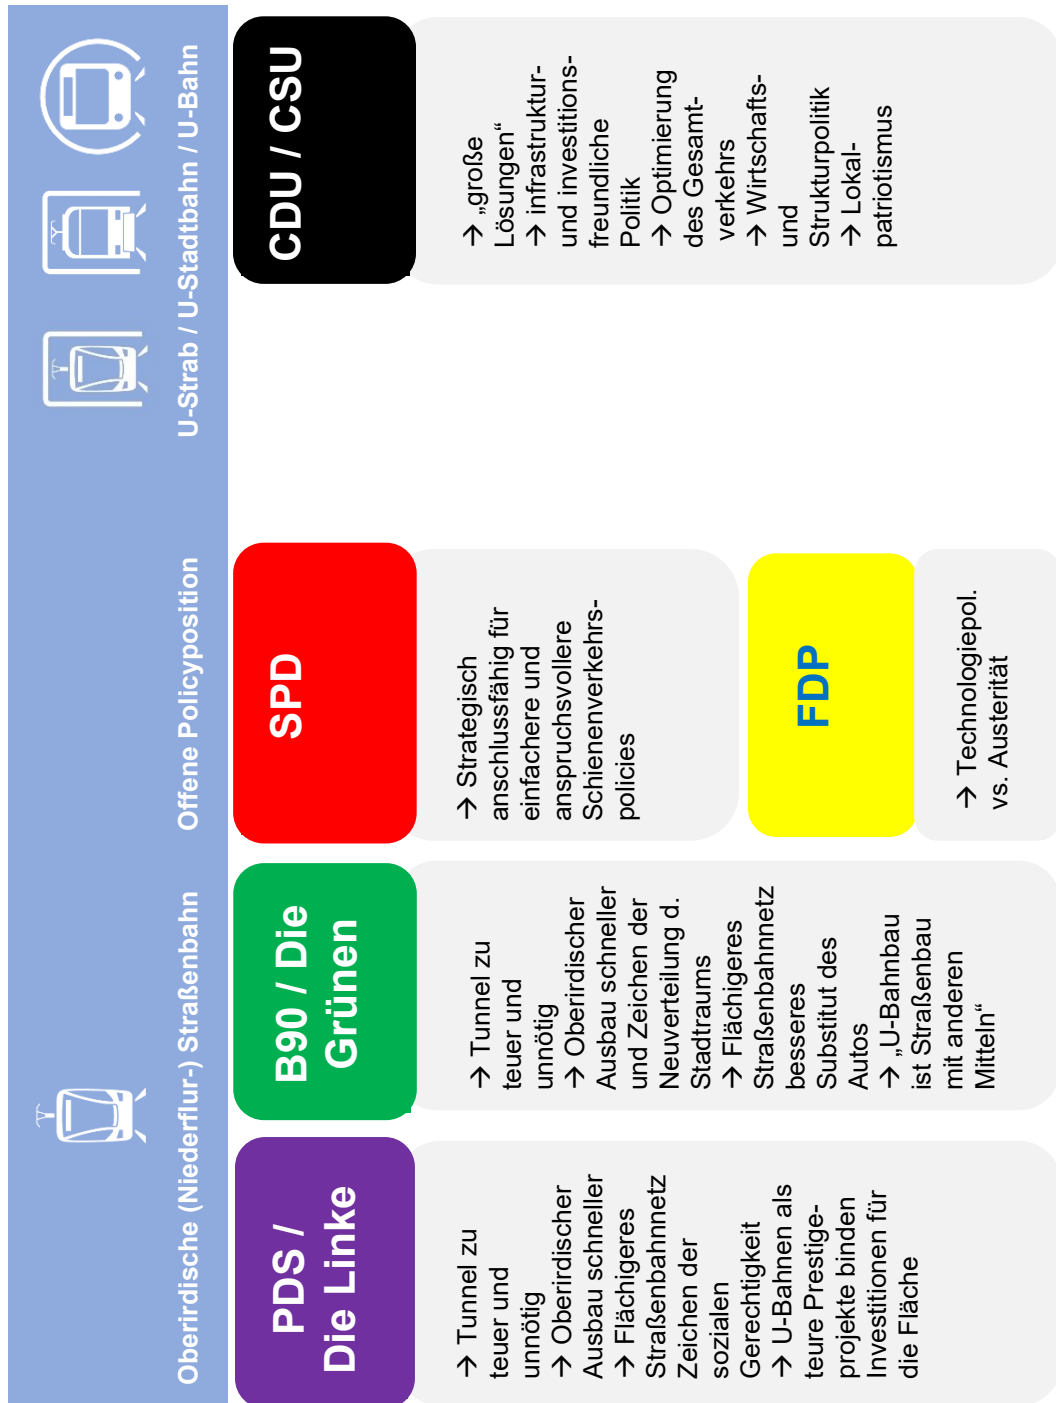 Oberirdische (Niederflur-) Straßenbahn
Offene Policyposition
U-Strab / U-Stadtbahn / U-Bahn
PDS /
Die Linke
→ Tunnel zu
teuer und
unnötig
→ Oberirdischer
Ausbau schneller
→ Flächigeres
Straßenbahnnetz
Zeichen der
sozialen
Gerechtigkeit
→ U-Bahnen als
teure Prestige-
projekte binden
Investitionen für
die Fläche
B90 / Die
Grünen
→ Tunnel zu
teuer und
unnötig
→ Oberirdischer
Ausbau schneller
und Zeichen der
Neuverteilung d.
Stadtraums
→ Flächigeres
Straßenbahnnetz
besseres
Substitut des
Autos
→ „U-Bahnbau
ist Straßenbau
mit anderen
Mitteln“
SPD
→ Strategisch
anschlussfähig für
einfachere und
anspruchsvollere
Schienenverkehrs-
policies
FDP
→ Technologiepol.
vs. Austerität
CDU / CSU
→ „große
Lösungen“
→ infrastruktur-
und investitions-
freundliche
Politik
→ Optimierung
des Gesamt-
verkehrs
→ Wirtschafts-
und
Strukturpolitik
→ Lokal-
patriotismus